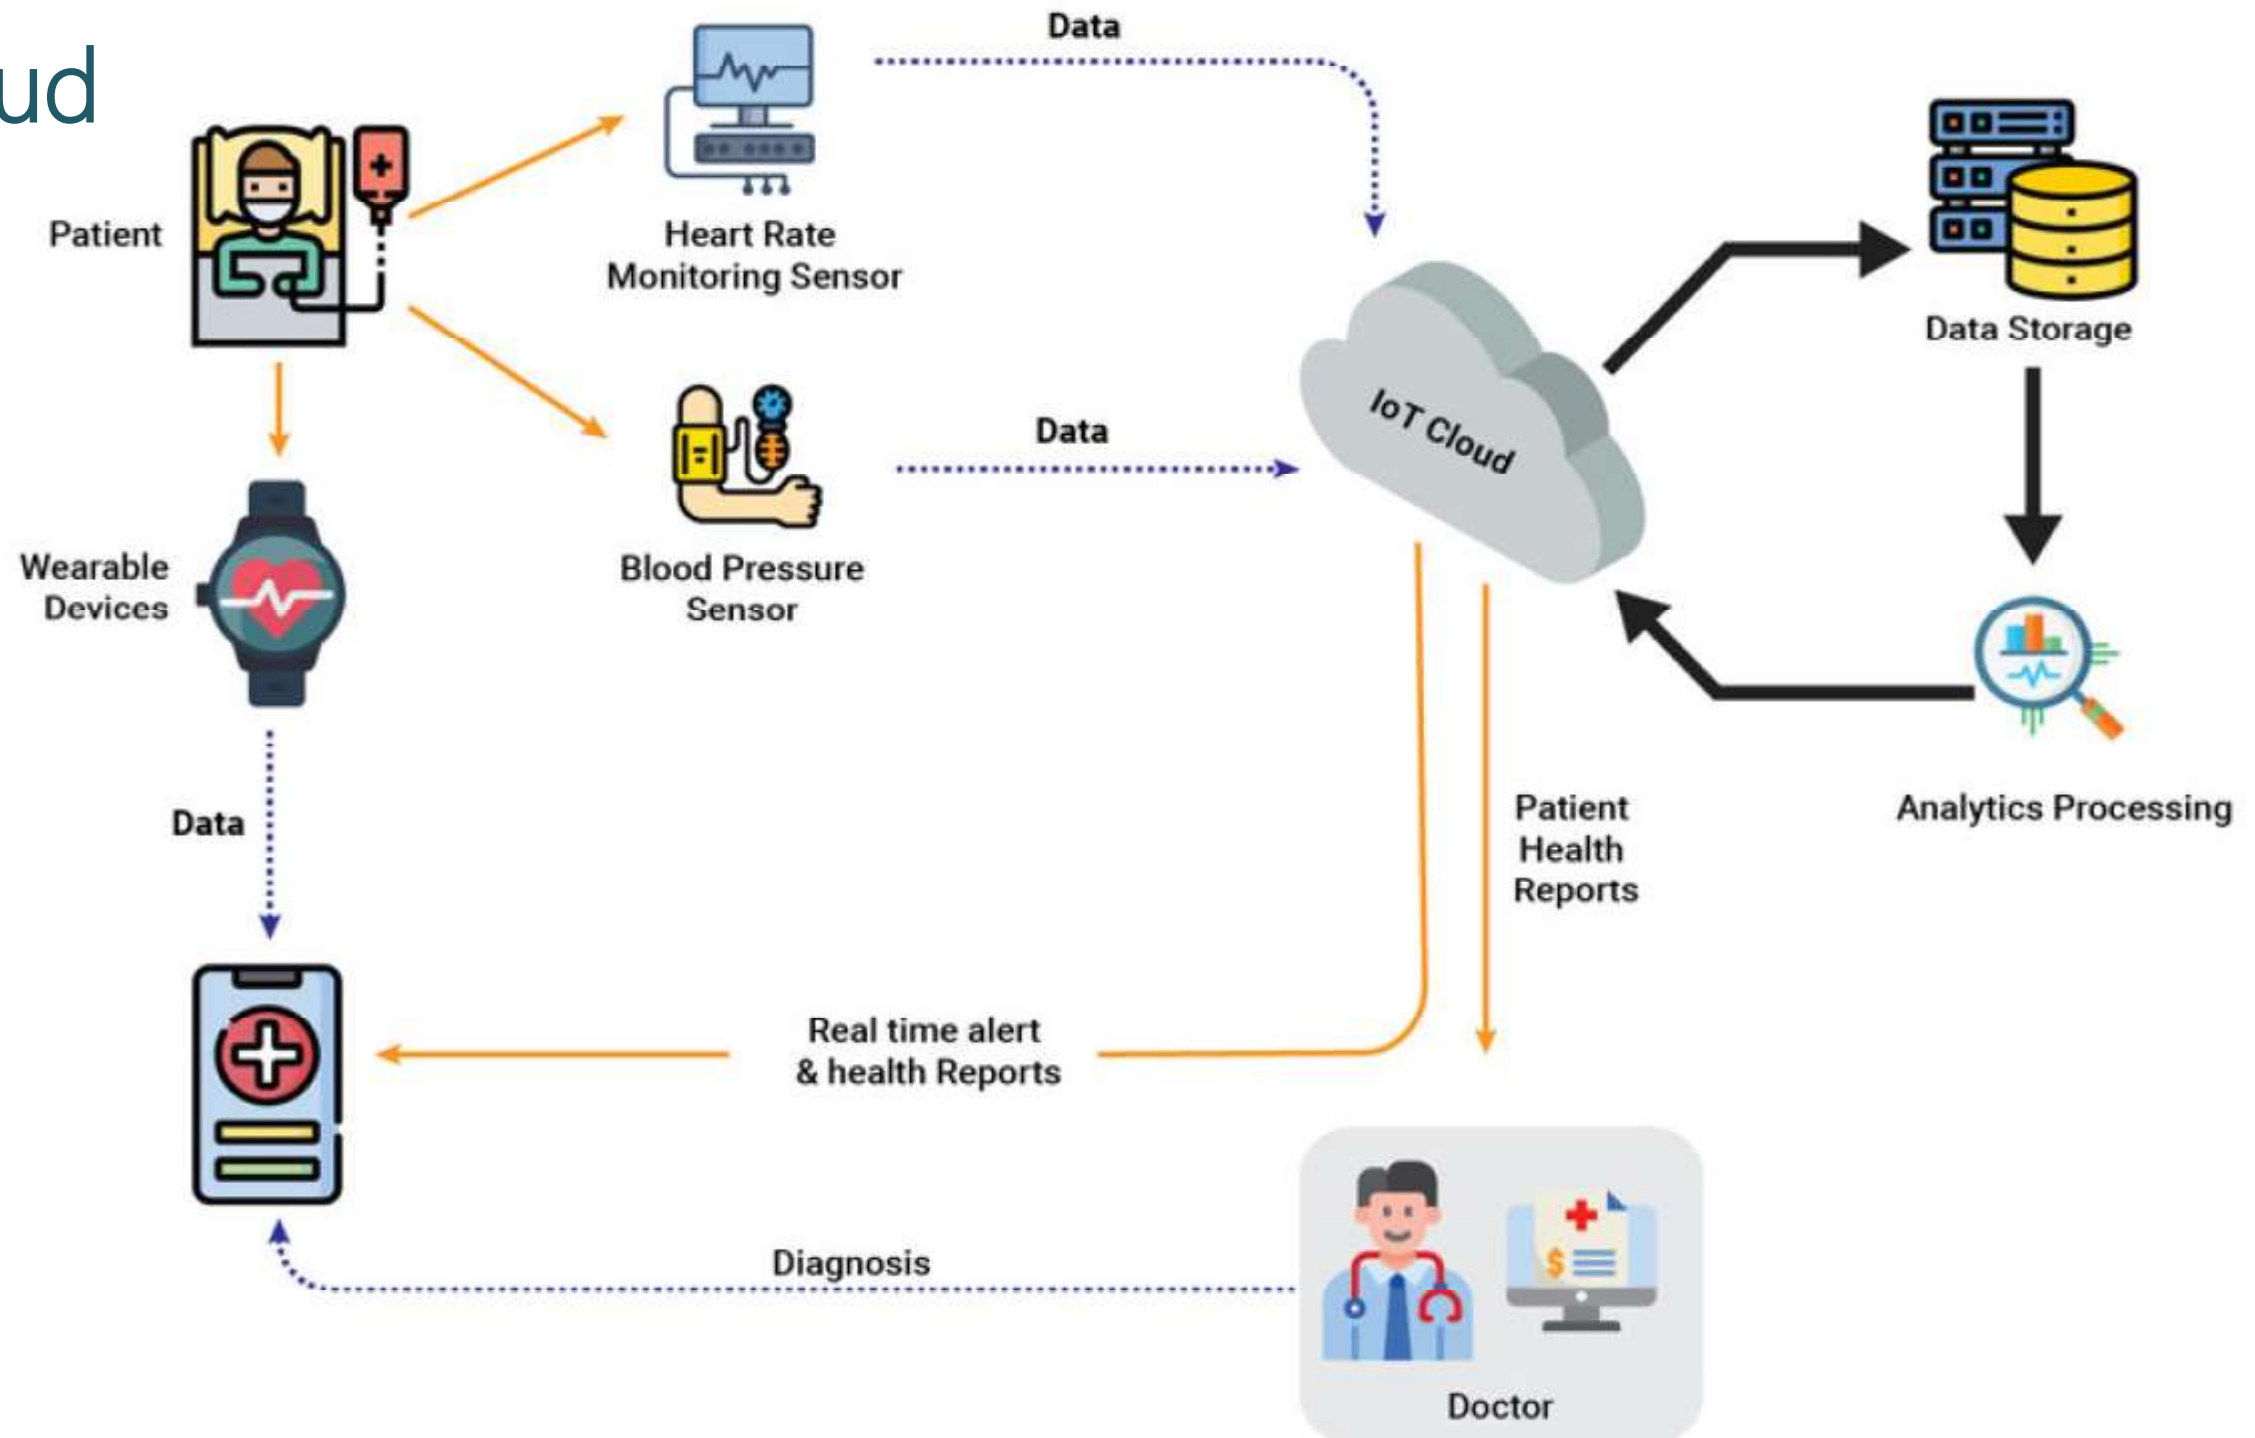 ud
Data
Patient
Heart Rate
Monitoring Sensor
Data Storage
IoT Cloud
Data
Wearable
Devices
Blood Pressure
Sensor
Data
Patient
Health
Reports
Analytics Processing
Real time alert
& health Reports
Diagnosis
$
Doctor